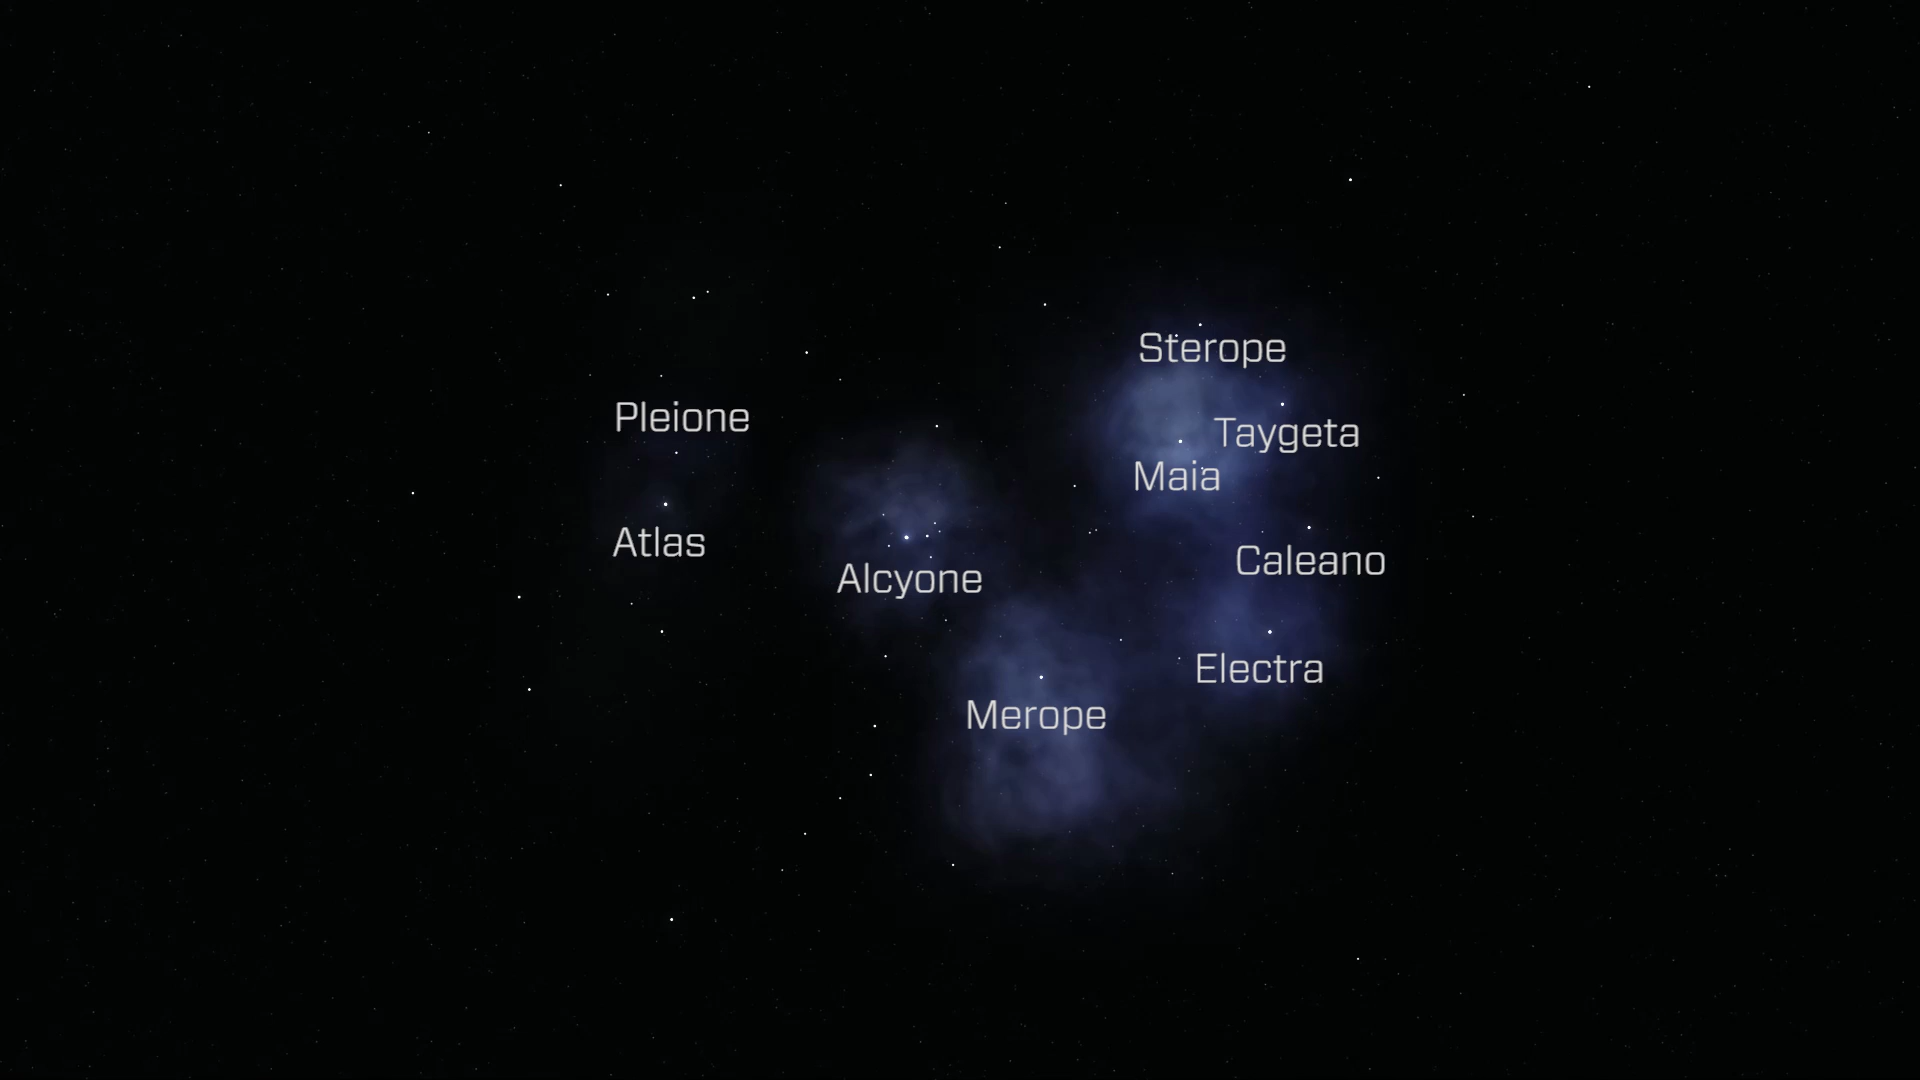 Sterope
Pleione
Taygeta
Maia
Atlas
Caleano
Alcyone
Electra
Merope